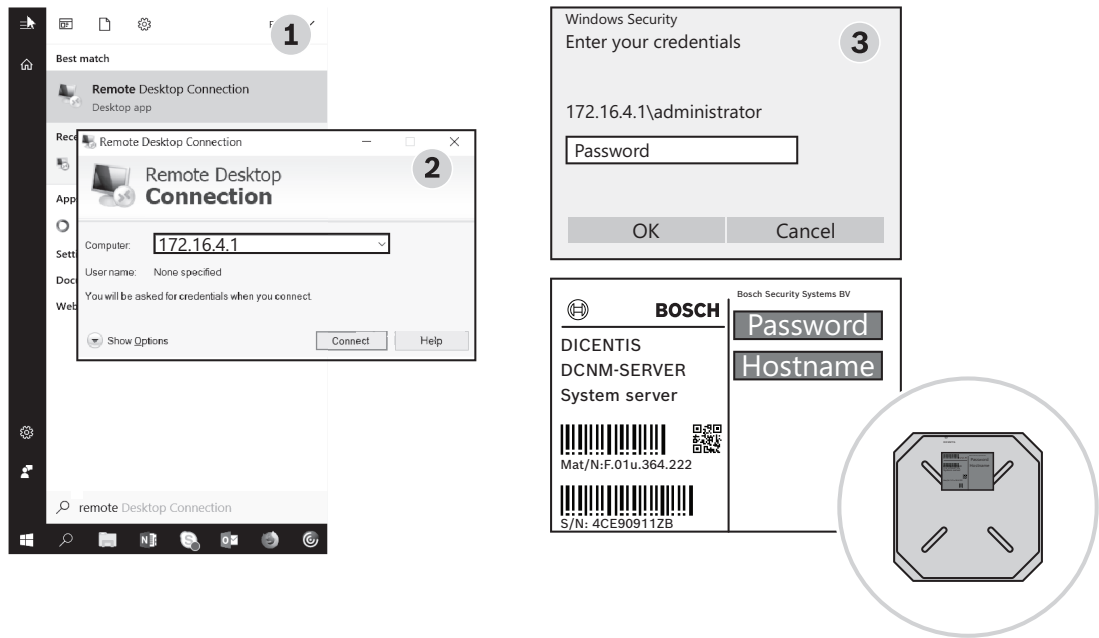 1
Best match
Remote Desktop Connection
Desktop app
Rece
App
Sett
Doc
Web
remote Desktop Connection
N
o
Remote Desktop Connection
2
Remote Desktop
Connection
Computer:
172.16.4.1
User name:
None specified
You will be asked for credentials when you connect.
Show Options
Connect
Help
Windows Security
Enter your credentials
3
172.16.4.1\administrator
Password
OK
Cancel
BOSCH
DICENTIS
DCNM-SERVER
System server
Mat/N:F.01u.364.222
S/N: 4CE90911ZB
Bosch Security Systems BV
Password
Hostname
Password
Hostname